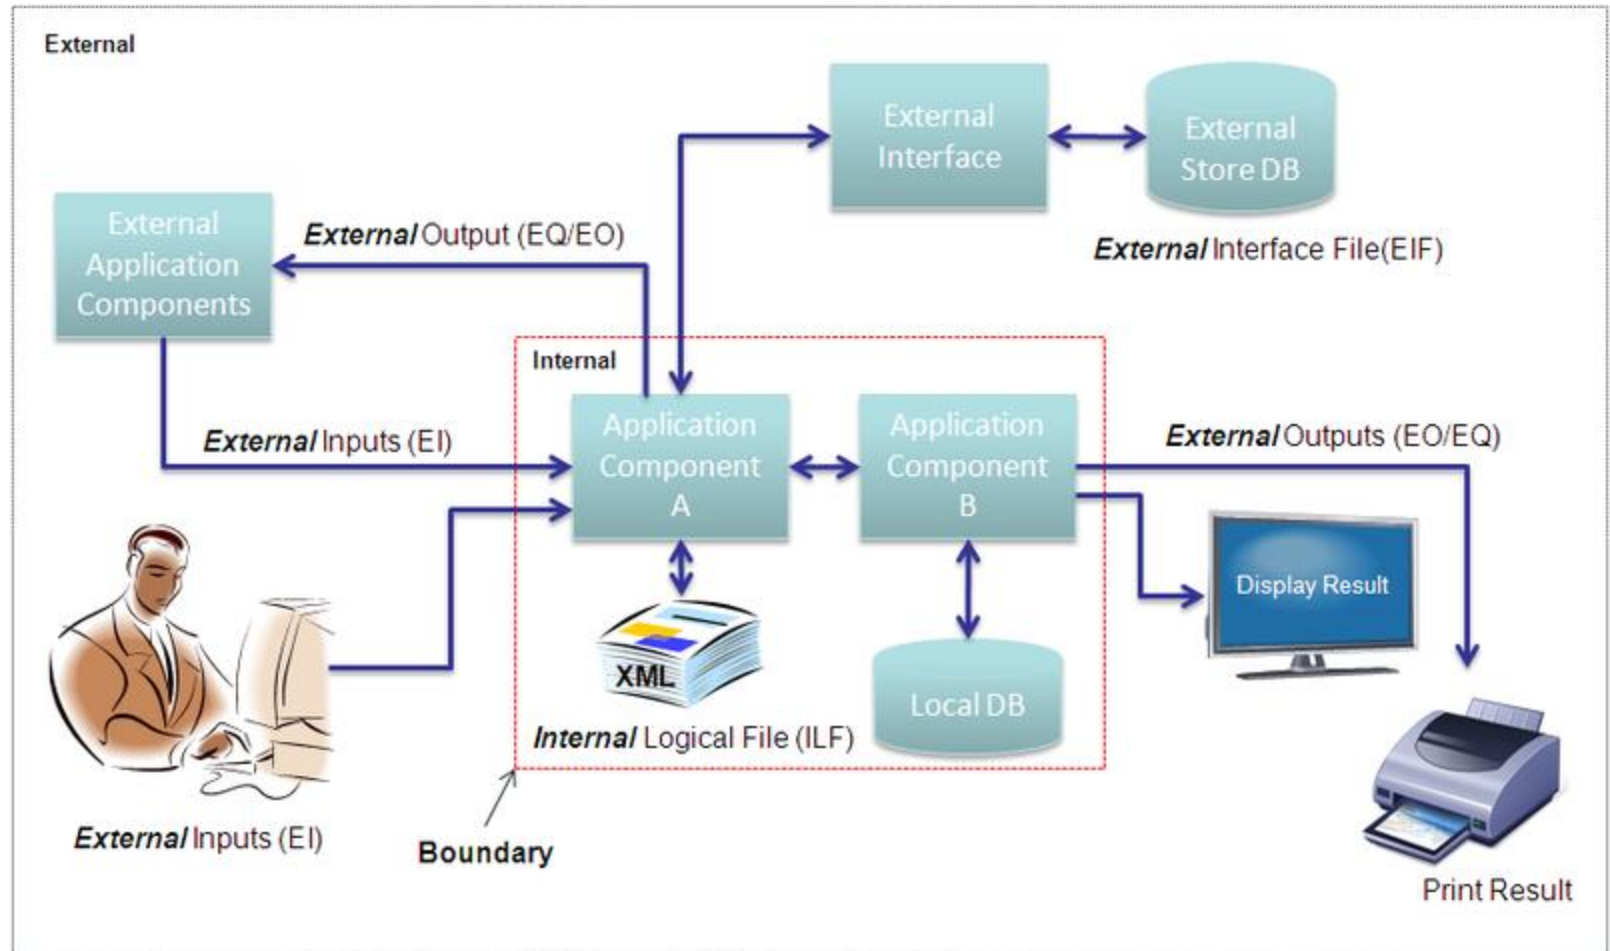 External
External
Interface
External
Store DB
External Interface File(EIF)
External
Application
Components
External Output (EQ/EO)
Internal
External Inputs (EI)
Application
Component
A
Application
Component
B
External Outputs (EO/EQ)
Display Result
XML
Local DB
Internal Logical File (ILF)
External Inputs (EI)
Boundary
Print Result